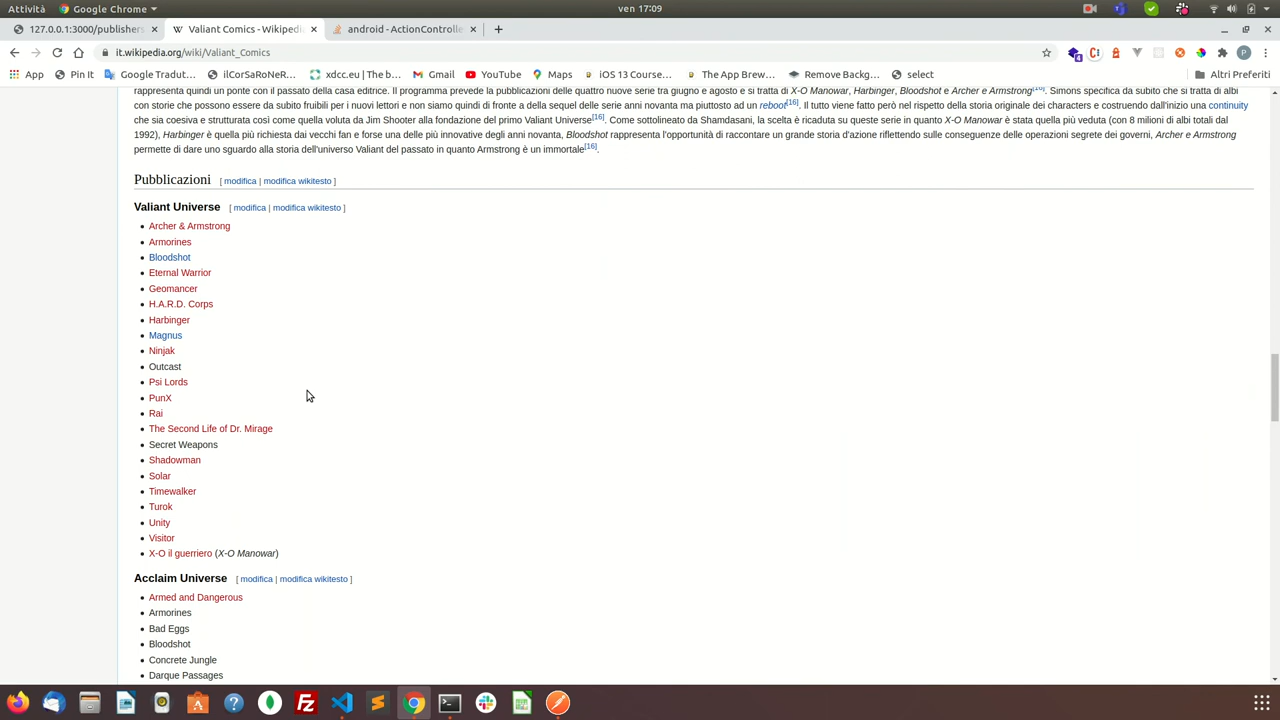 Attività Google Chrome ven 17:09
127.0.0.1:3000/publishers Valiant Comics - Wikipedi android - ActionControlle
it.wikipedia.org/wiki/Valiant_Comics
App Pin It Google Tradut... ilCorSaRoNeR... xdcc.eu | The b... Gmail YouTube Maps iOS 13 Course... The App Brew... Remove Backg... select Altri Preferiti
rappresenta quindi un ponte con il passato della casa editrice. Il programma prevede la pubblicazioni delle quattro nuove serie tra giugno e agosto e si tratta di X-O Manowar, Harbinger, Bloodshot e Archer e Armstrong[16]. Simons specifica da subito che si tratta di albi
con storie che possono essere da subito fruibili per i nuovi lettori e non siamo quindi di fronte a della sequel delle serie anni novanta ma piuttosto ad un reboot[16]. Il tutto viene fatto però nel rispetto della storia originale dei characters e costruendo dall'inizio una continuity
che sia coesiva e strutturata così come quella voluta da Jim Shooter alla fondazione del primo Valiant Universe[16]. Come sottolineato da Shamdasani, la scelta è ricaduta su queste serie in quanto X-O Manowar è stata quella più veduta (con 8 milioni di albi totali dal
1992), Harbinger è quella più richiesta dai vecchi fan e forse una delle più innovative degli anni novanta, Bloodshot rappresenta l'opportunità di raccontare un grande storia d'azione riflettendo sulle conseguenze delle operazioni segrete dei governi, Archer e Armstrong
permette di dare uno sguardo alla storia dell'universo Valiant del passato in quanto Armstrong è un immortale[16].
Pubblicazioni [ modifica | modifica wikitesto ]
Valiant Universe [ modifica | modifica wikitesto ]
Archer & Armstrong
Armorines
Bloodshot
Eternal Warrior
Geomancer
H.A.R.D. Corps
Harbinger
Magnus
Ninjak
Outcast
Psi Lords
PunX
Rai
The Second Life of Dr. Mirage
Secret Weapons
Shadowman
Solar
Timewalker
Turok
Unity
Visitor
X-O il guerriero (X-O Manowar)
Acclaim Universe [ modifica | modifica wikitesto ]
Armed and Dangerous
Armorines
Bad Eggs
Bloodshot
Concrete Jungle
Darque Passages